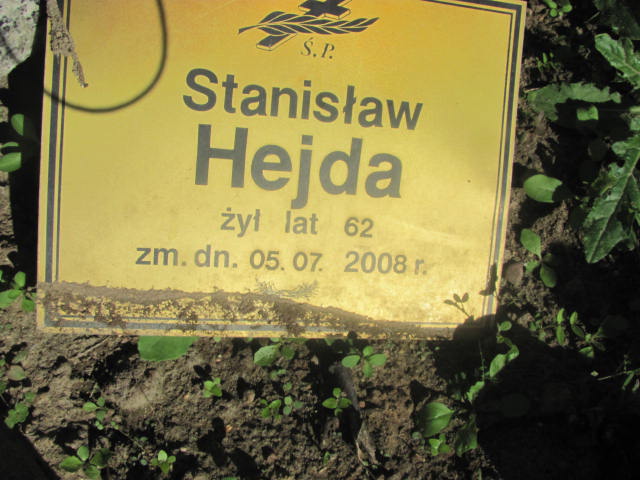 Ś.P.
Stanisław
Hejda
żył lat 62
zm. dn. 05. 07. 2008 r.